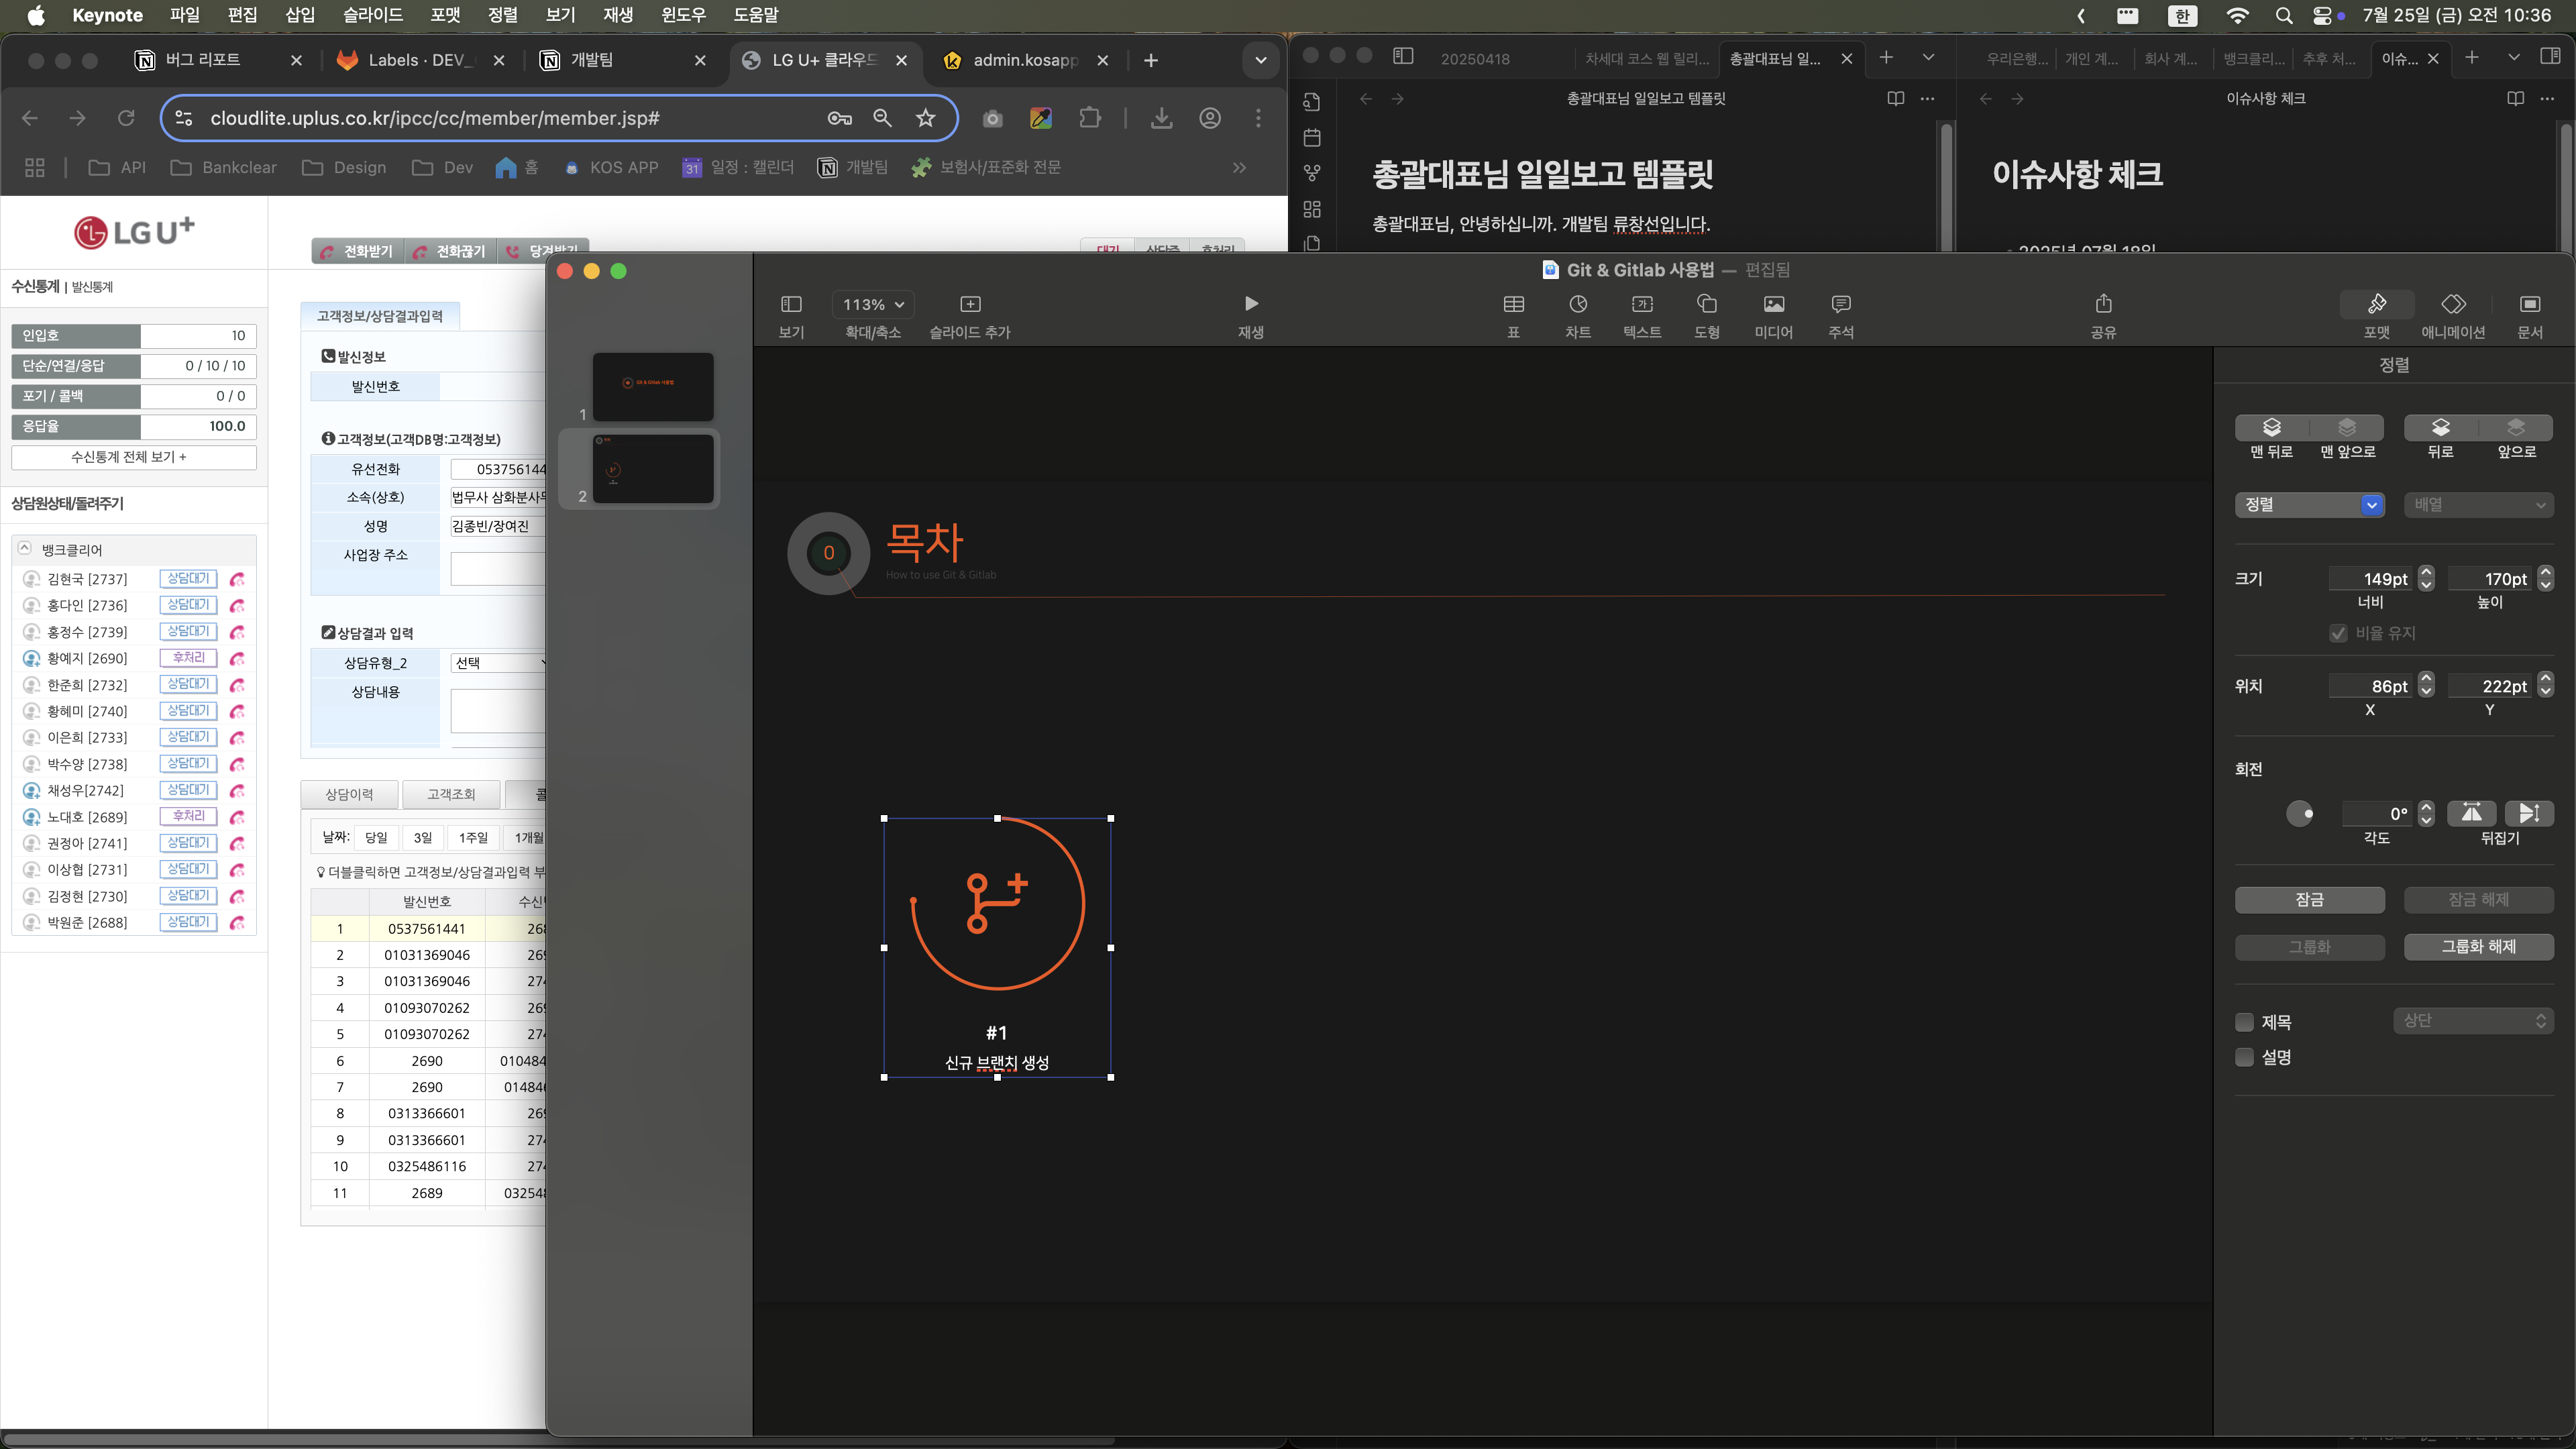 Keynote 파일 편집 삽입 슬라이드 포맷 정렬 보기 재생 윈도우 도움말
한 7월 25일 (금) 오전 10:36
버그 리포트
Labels · DEV_
개발팀
LG U+ 클라우드
admin.kosapp
cloudlite.uplus.co.kr/ipcc/cc/member/member.jsp#
API Bankclear Design Dev 홈 KOS APP 31 일정 : 캘린더 개발팀 보험사/표준화 전문
LG U+
수신통계 | 발신통계
인입호 10
단순/연결/응답 0 / 10 / 10
포기 / 콜백 0 / 0
응답율 100.0
수신통계 전체 보기 +
상담원상태/돌려주기
뱅크클리어
김현국 [2737] 상담대기
홍다인 [2736] 상담대기
홍정수 [2739] 상담대기
황예지 [2690] 후처리
한준희 [2732] 상담대기
황혜미 [2740] 상담대기
이은희 [2733] 상담대기
박수양 [2738] 상담대기
채성우[2742] 상담대기
노대호 [2689] 후처리
권정아 [2741] 상담대기
이상협 [2731] 상담대기
김정현 [2730] 상담대기
박원준 [2688] 상담대기
전화받기 전화끊기 당겨받기
대기 상담중 후처리
고객정보/상담결과입력
발신정보
발신번호
고객정보(고객DB명:고객정보)
유선전화 053756144
소속(상호) 법무사 삼화분사무
성명 김종빈/장여진
사업장 주소
상담결과 입력
상담유형_2 선택
상담내용
상담이력 고객조회 콜
날짜: 당일 3일 1주일 1개월
더블클릭하면 고객정보/상담결과입력 부
발신번호 수신
1 0537561441 26
2 01031369046 26
3 01031369046 27
4 01093070262 26
5 01093070262 27
6 2690 010484
7 2690 01484
8 0313366601 26
9 0313366601 27
10 0325486116 27
11 2689 03254
20250418 차세대 코스 웹 릴리... 총괄대표님 일...
우리은행... 개인 계... 회사 계... 뱅크클리... 추후 처... 이슈...
총괄대표님 일일보고 템플릿
이슈사항 체크
총괄대표님 일일보고 템플릿
총괄대표님, 안녕하십니까. 개발팀 류창선입니다.
이슈사항 체크
2025년 07월 18일
Git & Gitlab 사용법 — 편집됨
보기
113%
확대/축소
슬라이드 추가
재생
표 차트 텍스트 도형 미디어 주석
공유
포맷 애니메이션 문서
Git & Gitlab 사용법
1
2
0
목차
How to use Git & Gitlab
#1
신규 브랜치 생성
정렬
맨 뒤로 맨 앞으로 뒤로 앞으로
정렬 배열
크기 149pt 170pt
너비 높이
비율 유지
위치 86pt 222pt
X Y
회전
0°
각도 뒤집기
잠금 잠금 해제
그룹화 그룹화 해제
제목 상단
설명